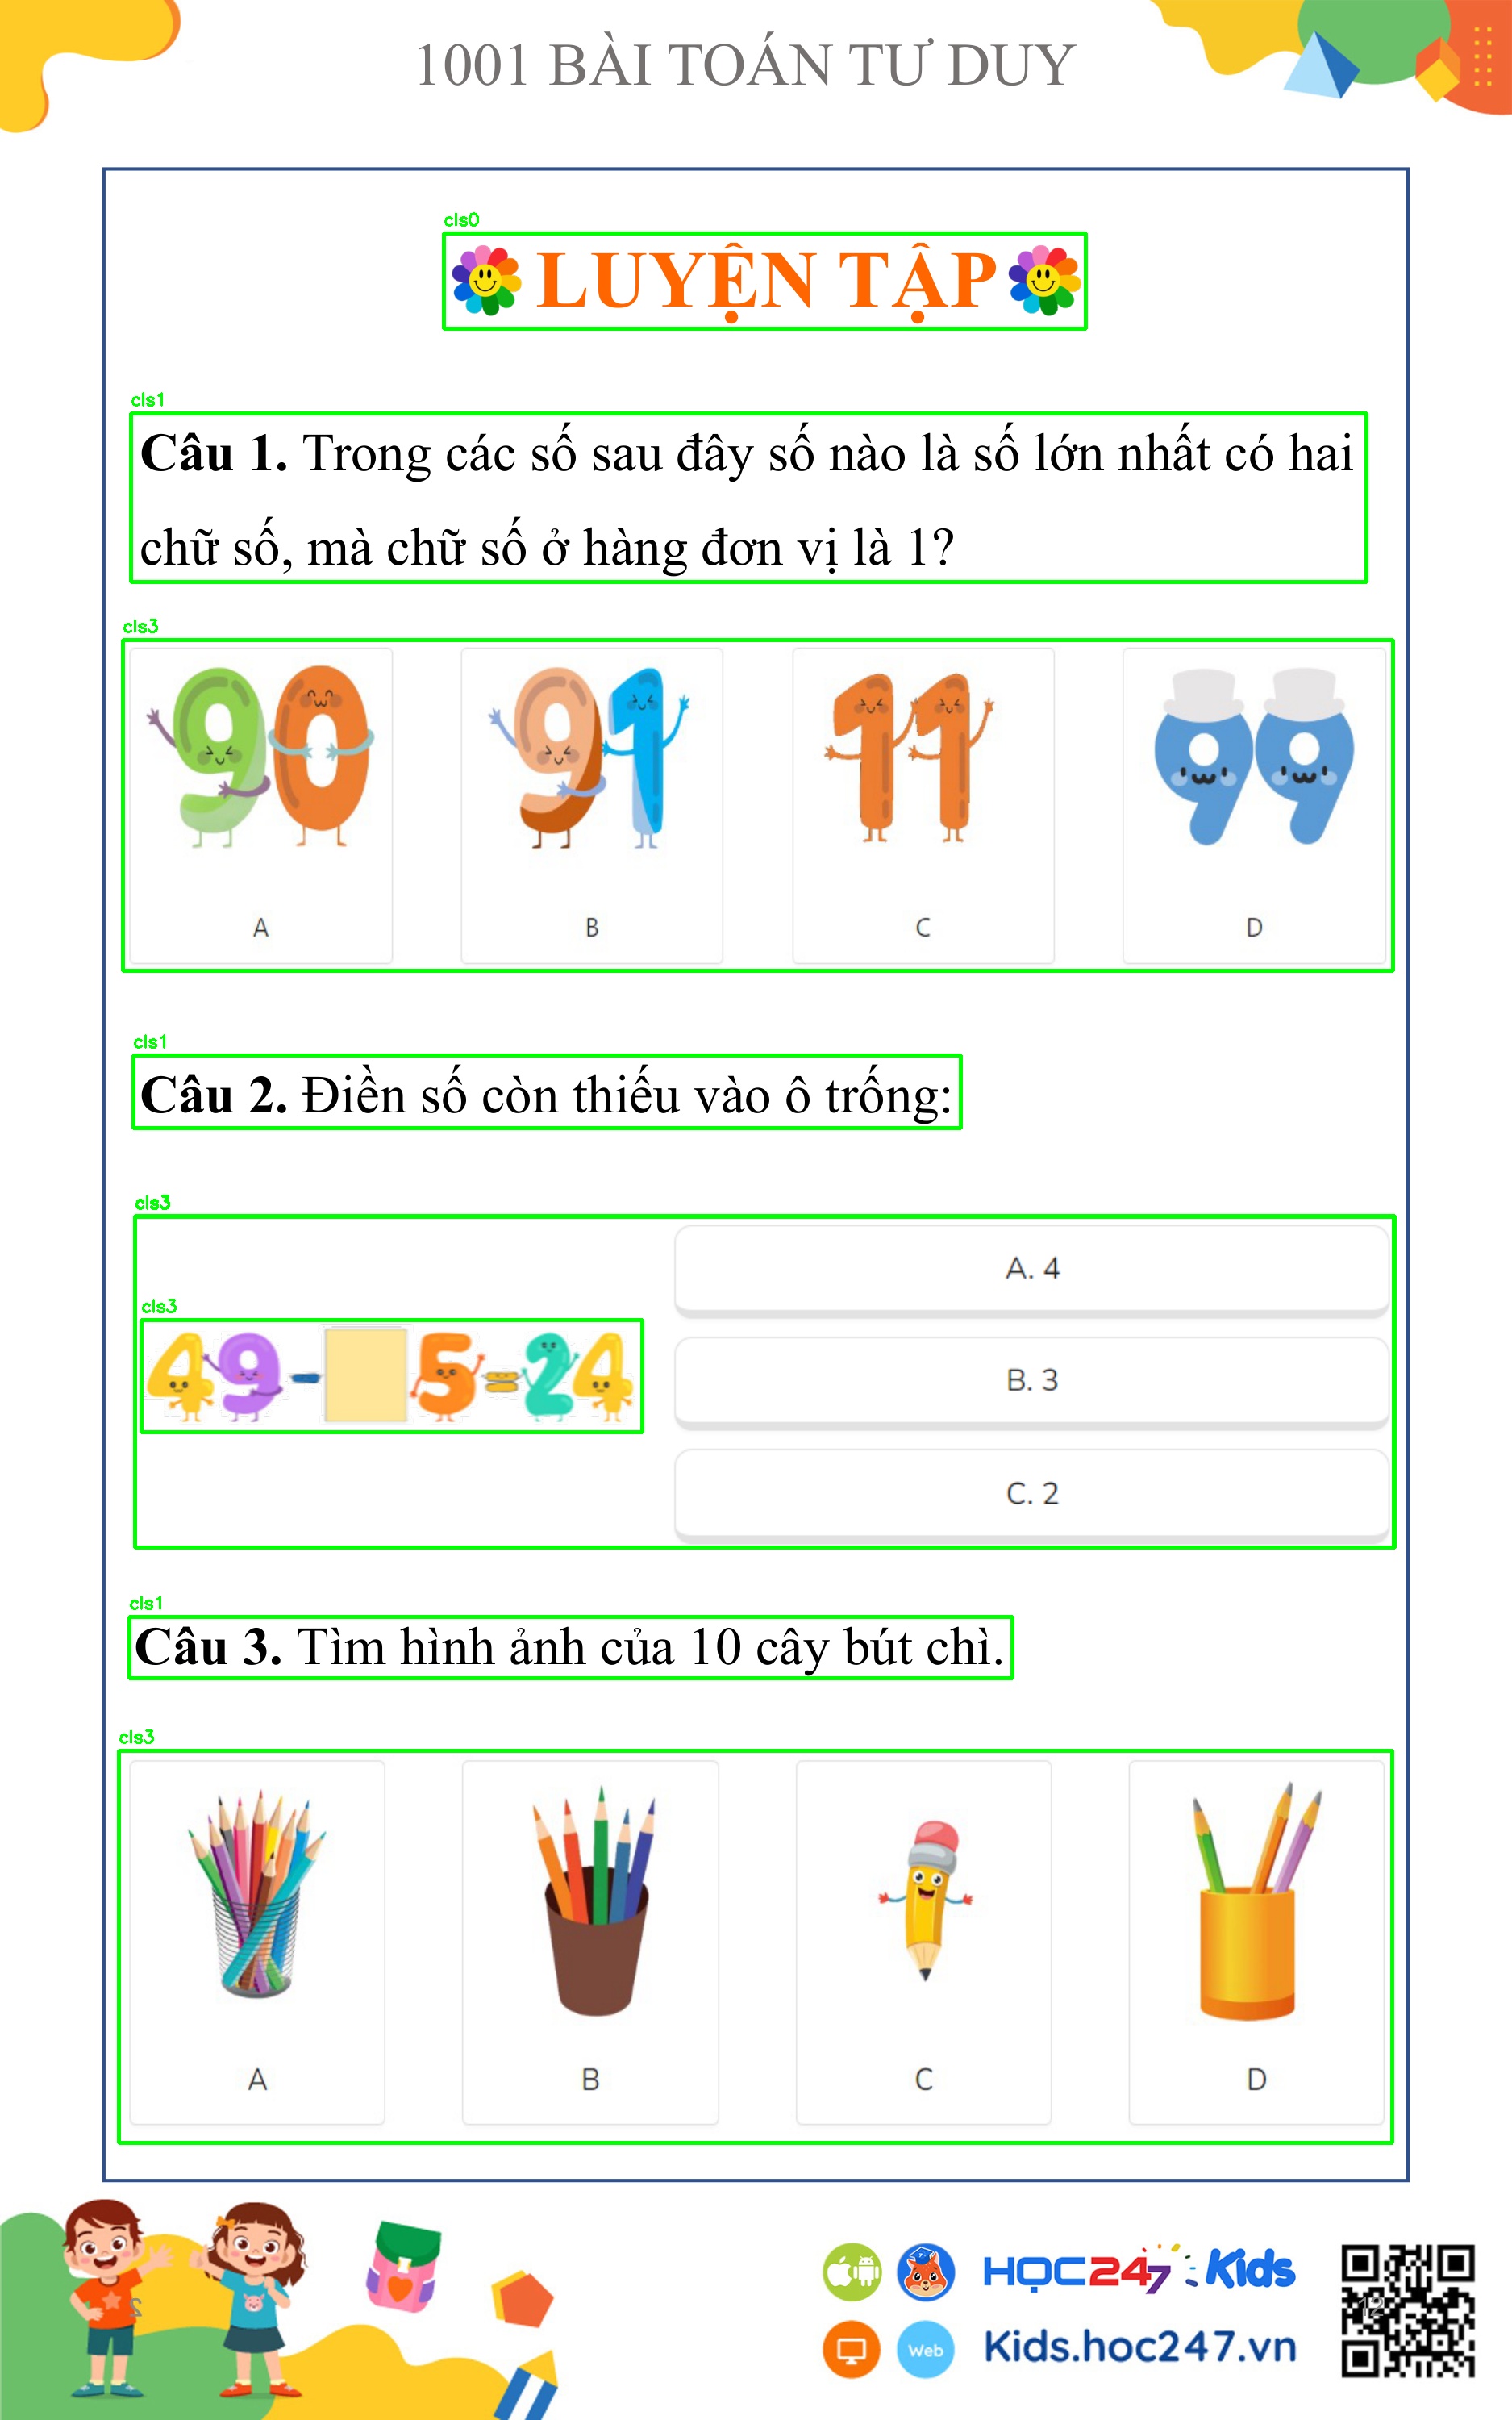 1001 BÀI TOÁN TƯ DUY
cls0
LUYỆN TẬP
cls1
Câu 1. Trong các số sau đây số nào là số lớn nhất có hai
chữ số, mà chữ số ở hàng đơn vị là 1?
cls3
90 91 11 99
A B C D
cls1
Câu 2. Điền số còn thiếu vào ô trống:
cls3
A. 4
cls3
49-5=24
B. 3
C. 2
cls1
Câu 3. Tìm hình ảnh của 10 cây bút chì.
cls3
A B C D
HỌC247 Kids
Web Kids.hoc247.vn
2
12